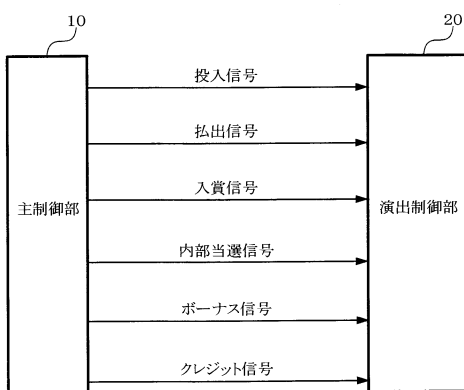 10
20
投入信号
払出信号
入賞信号
主制御部
演出制御部
内部当選信号
ボーナス信号
クレジット信号